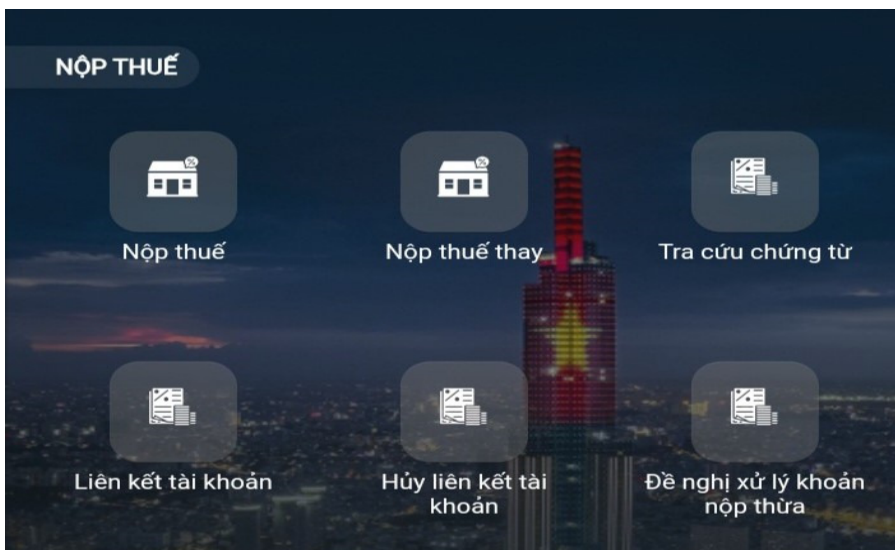 NỘP THUẾ
Nộp thuế
Nộp thuế thay
Tra cứu chứng từ
Liên kết tài khoản
Hủy liên kết tài
khoản
Đề nghị xử lý khoản
nộp thừa